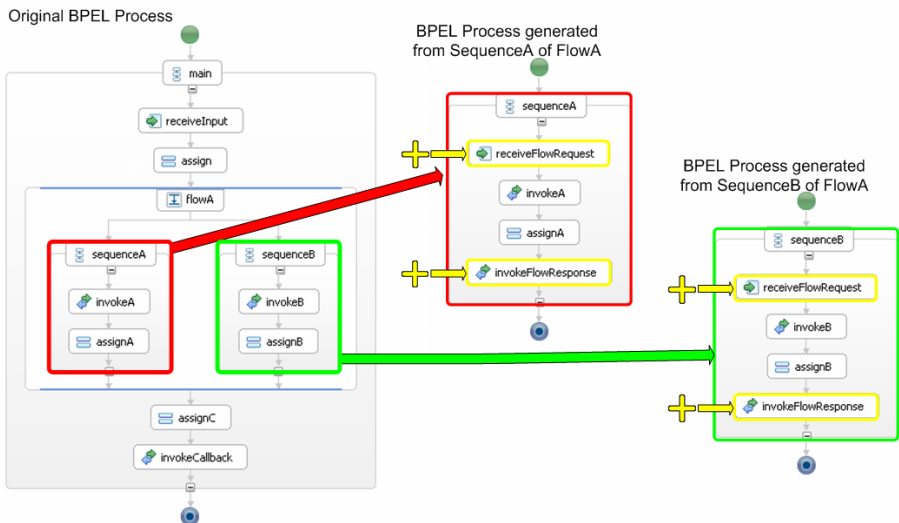 Original BPEL Process
main
receiveInput
assign
flowA
sequenceA
sequenceB
invokeA
invokeB
assignA
assignB
assignC
invokeCallback
BPEL Process generated
from SequenceA of FlowA
sequenceA
receiveFlowRequest
invokeA
assignA
invokeFlowResponse
BPEL Process generated
from SequenceB of FlowA
sequenceB
receiveFlowRequest
invokeB
assignB
invokeFlowResponse